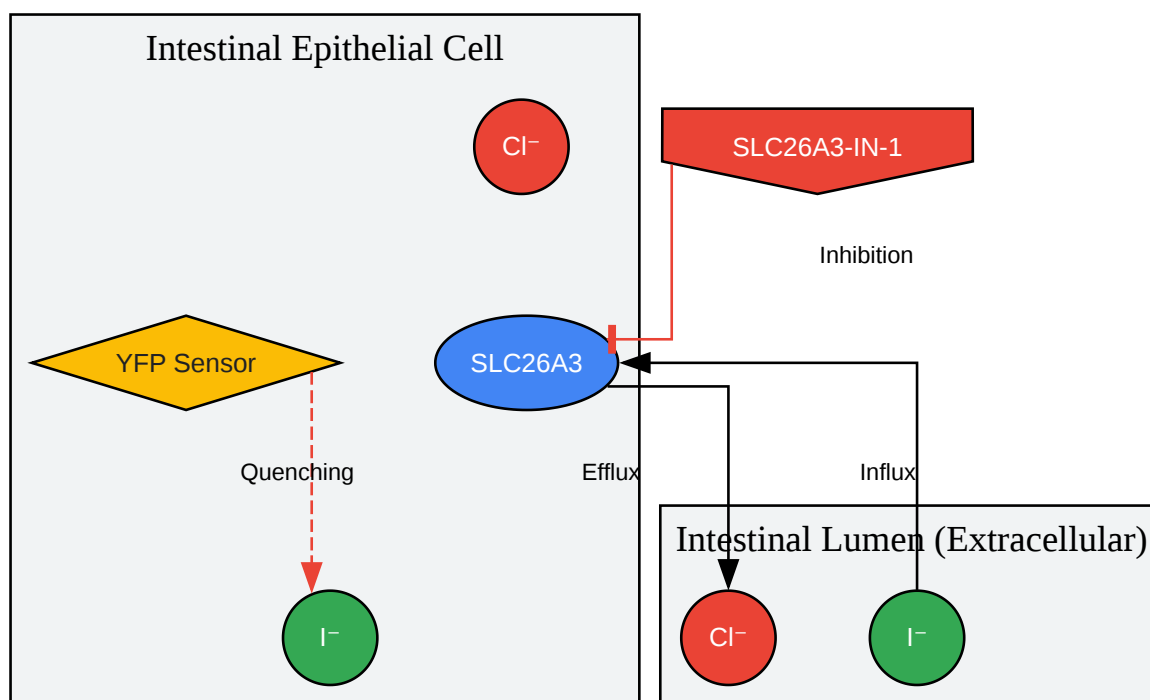 Intestinal Epithelial Cell
Cl⁻
SLC26A3-IN-1
Inhibition
YFP Sensor
SLC26A3
Quenching
Efflux
Influx
Intestinal Lumen (Extracellular)
I⁻
Cl⁻
I⁻